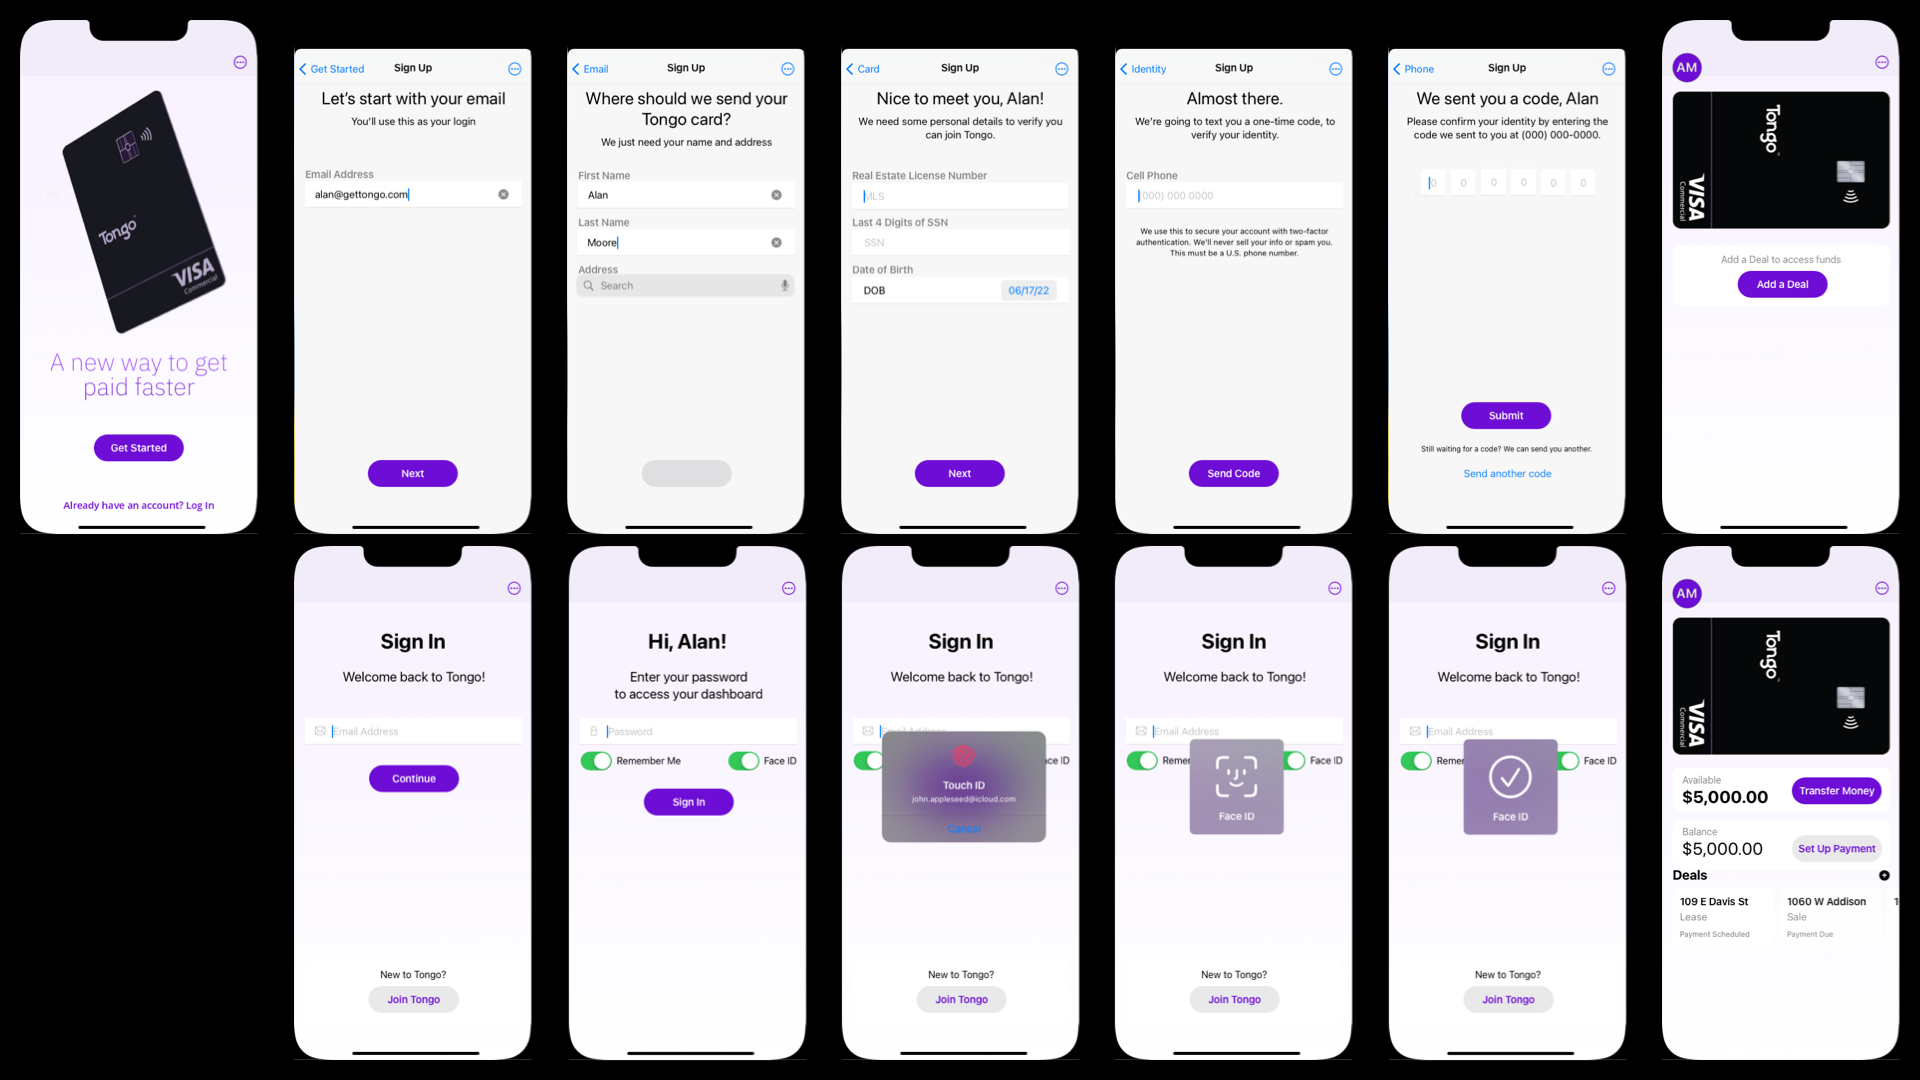 Tongo
VISA
Commercial
A new way to get
paid faster
Get Started
Already have an account? Log In
Get Started
Sign Up
Let's start with your email
You'll use this as your login
Email Address
alan@gettongo.com
Next
Email
Sign Up
Where should we send your
Tongo card?
We just need your name and address
First Name
Alan
Last Name
Moore
Address
Search
Card
Sign Up
Nice to meet you, Alan!
We need some personal details to verify you
can join Tongo.
Real Estate License Number
MLS
Last 4 Digits of SSN
SSN
Date of Birth
DOB 06/17/22
Next
Identity
Sign Up
Almost there.
We're going to text you a one-time code, to
verify your identity.
Cell Phone
(000) 000 0000
We use this to secure your account with two-factor
authentication. We'll never sell your info or spam you.
This must be a U.S. phone number.
Send Code
Phone
Sign Up
We sent you a code, Alan
Please confirm your identity by entering the
code we sent to you at (000) 000-0000.
0 0 0 0 0 0
Submit
Still waiting for a code? We can send you another.
Send another code
AM
Tongo
VISA
Commercial
Add a Deal to access funds
Add a Deal
Sign In
Welcome back to Tongo!
Email Address
Continue
New to Tongo?
Join Tongo
Hi, Alan!
Enter your password
to access your dashboard
Password
Remember Me
Face ID
Sign In
Sign In
Welcome back to Tongo!
Email Address
ce ID
Touch ID
john.appleseed@icloud.com
Cancel
New to Tongo?
Join Tongo
Sign In
Welcome back to Tongo!
Email Address
Remer
Face ID
Face ID
New to Tongo?
Join Tongo
Sign In
Welcome back to Tongo!
Email Address
Remer
Face ID
Face ID
New to Tongo?
Join Tongo
AM
Tongo
VISA
Commercial
Available
$5,000.00
Transfer Money
Balance
$5,000.00
Set Up Payment
Deals
109 E Davis St
Lease
Payment Scheduled
1060 W Addison
Sale
Payment Due